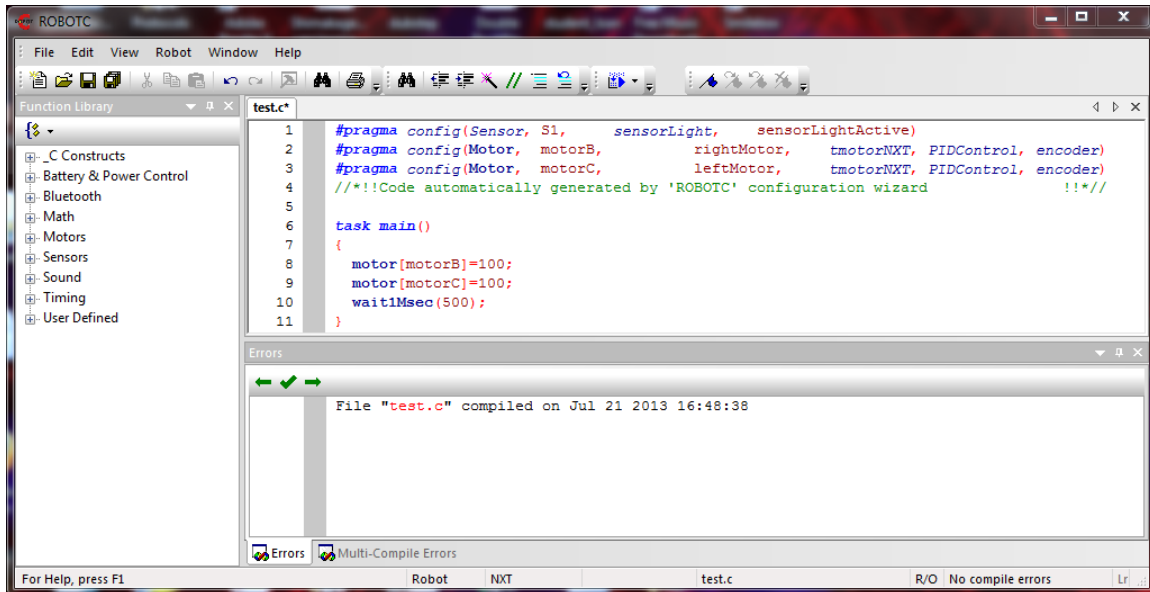 ROBOTC
File Edit View Robot Window Help
Function Library
test.c*
_C Constructs
Battery & Power Control
Bluetooth
Math
Motors
Sensors
Sound
Timing
User Defined
1 #pragma config(Sensor, S1, sensorLight, sensorLightActive)
2 #pragma config(Motor, motorB, rightMotor, tmotorNXT, PIDControl, encoder)
3 #pragma config(Motor, motorC, leftMotor, tmotorNXT, PIDControl, encoder)
4 //*!!Code automatically generated by 'ROBOTC' configuration wizard !!*//
5
6 task main()
7 {
8 motor[motorB]=100;
9 motor[motorC]=100;
10 wait1Msec(500);
11 }
Errors
File "test.c" compiled on Jul 21 2013 16:48:38
Errors Multi-Compile Errors
For Help, press F1 Robot NXT test.c R/O No compile errors Lr